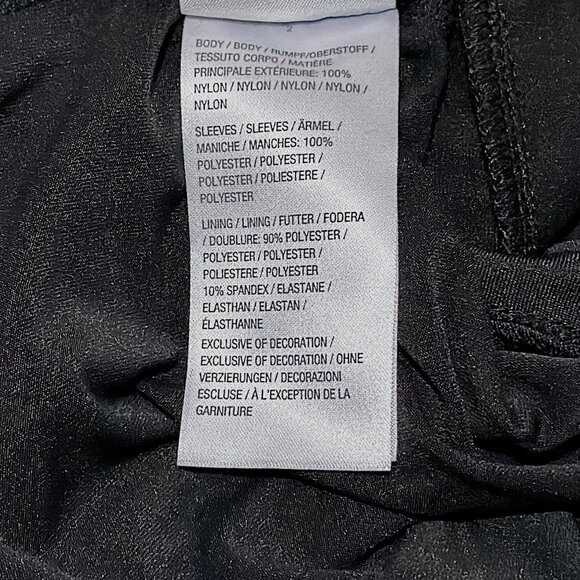 2
BODY / BODY / RUMPF/OBERSTOFF /
TESSUTO CORPO / MATIÈRE
PRINCIPALE EXTÉRIEURE: 100%
NYLON / NYLON / NYLON / NYLON /
NYLON
SLEEVES / SLEEVES / ÄRMEL /
MANICHE / MANCHES: 100%
POLYESTER / POLYESTER /
POLYESTER / POLIESTERE /
POLYESTER
LINING / LINING / FUTTER / FODERA
/ DOUBLURE: 90% POLYESTER /
POLYESTER / POLYESTER /
POLIESTERE / POLYESTER
10% SPANDEX / ELASTANE /
ELASTHAN / ELASTAN /
ÉLASTHANNE
EXCLUSIVE OF DECORATION /
EXCLUSIVE OF DECORATION / OHNE
VERZIERUNGEN / DECORAZIONI
ESCLUSE / À L'EXCEPTION DE LA
GARNITURE